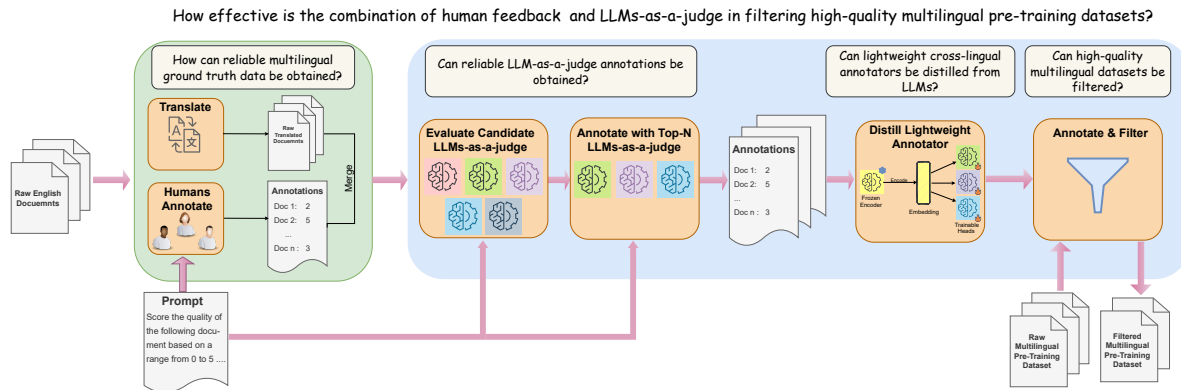 How effective is the combination of human feedback and LLMs-as-a-judge in filtering high-quality multilingual pre-training datasets?
How can reliable multilingual
ground truth data be obtained?
Can reliable LLM-as-a-judge annotations be
obtained?
Can lightweight cross-lingual
annotators be distilled from
LLMs?
Can high-quality
multilingual datasets be
filtered?
Raw English
Docuemnts
Translate
Raw
Translated
Docuemnts
Humans
Annotate
Annotations
Doc 1: 2
Doc 2: 5
...
Doc n : 3
Merge
Prompt
Score the quality of
the following docu-
ment based on a
range from 0 to 5 ....
Evaluate Candidate
LLMs-as-a-judge
Annotate with Top-N
LLMs-as-a-judge
Annotations
Doc 1: 2
Doc 2: 5
...
Doc n : 3
Distill Lightweight
Annotator
Frozen
Encoder
Encode
Embedding
Trainable
Heads
Annotate & Filter
Raw
Multilingual
Pre-Training
Dataset
Filtered
Multilingual
Pre-Training
Dataset